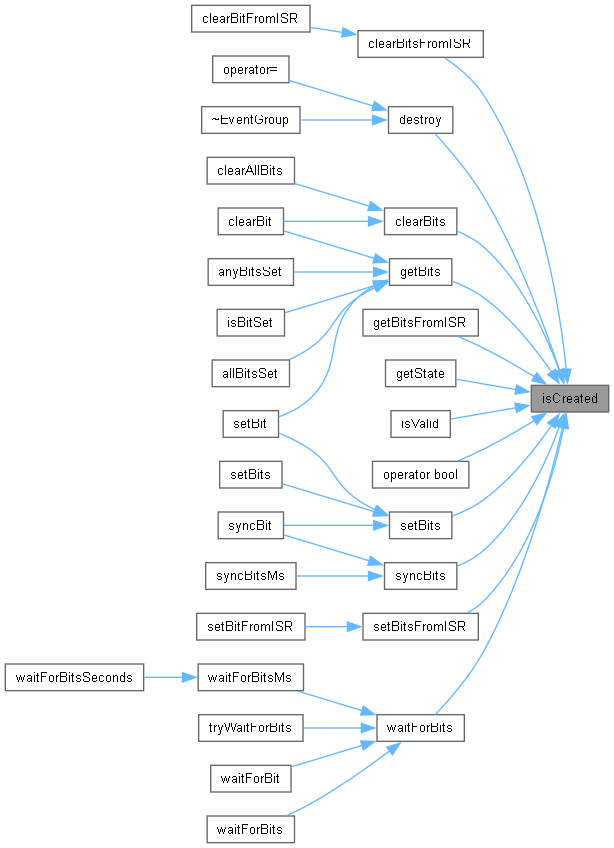 clearBitFromISR
clearBitsFromISR
operator=
~EventGroup
destroy
clearAllBits
clearBit
clearBits
anyBitsSet
getBits
isBitSet
getBitsFromISR
allBitsSet
getState
isCreated
setBit
isValid
setBits
operator bool
syncBit
setBits
syncBitsMs
syncBits
setBitFromISR
setBitsFromISR
waitForBitsSeconds
waitForBitsMs
tryWaitForBits
waitForBits
waitForBit
waitForBits